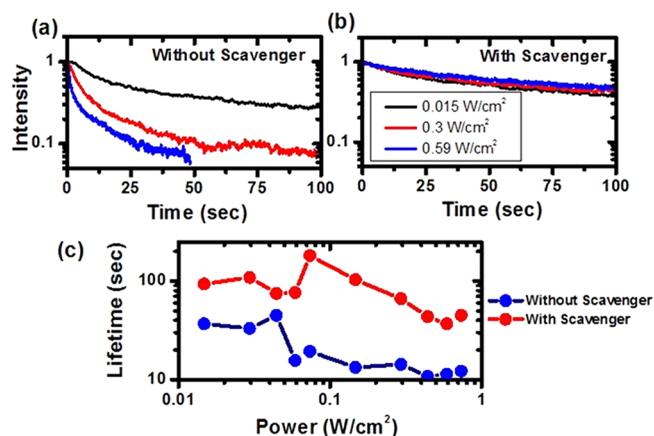 (a)
Without Scavenger
Intensity
1
0.1
0
50
100
Time (sec)
(b)
With Scavenger
1
0.1
0.015 W/cm²
0.3 W/cm²
0.59 W/cm²
0
25
50
75
100
Time (sec)
(c)
Lifetime (sec)
100
10
0.01
0.1
1
Power (W/cm²)
Without Scavenger
With Scavenger